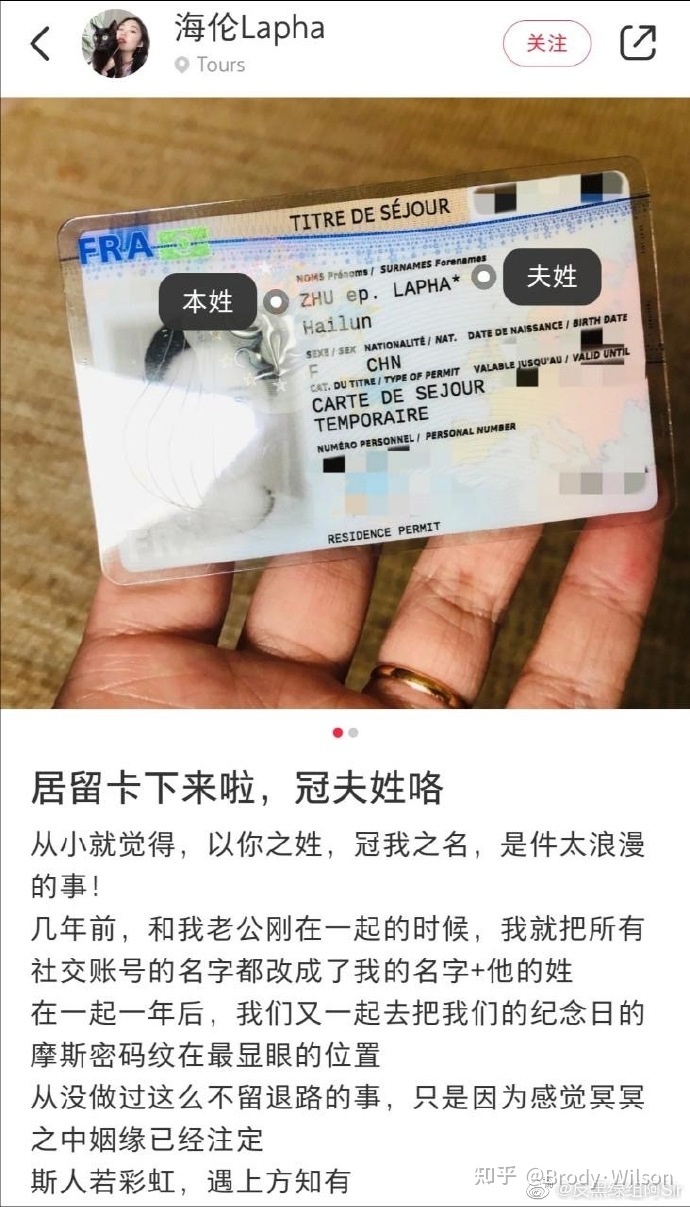 海伦Lapha
Tours
关注
TITRE DE SÉJOUR
FRA
NOMS Prénoms / SURNAMES Forenames
本姓
ZHU ep. LAPHA*
夫姓
Hailun
SEXE / SEX NATIONALITÉ / NAT. DATE DE NAISSANCE / BIRTH DATE
F CHN
CAT. DU TITRE / TYPE OF PERMIT VALABLE JUSQU'AU / VALID UNTIL
CARTE DE SEJOUR
TEMPORAIRE
NUMÉRO PERSONNEL / PERSONAL NUMBER
RESIDENCE PERMIT
居留卡下来啦，冠夫姓咯
从小就觉得，以你之姓，冠我之名，是件太浪漫
的事！
几年前，和我老公刚在一起的时候，我就把所有
社交账号的名字都改成了我的名字+他的姓
在一起一年后，我们又一起去把我们的纪念日的
摩斯密码纹在最显眼的位置
从没做过这么不留退路的事，只是因为感觉冥冥
之中姻缘已经注定
斯人若彩虹，遇上方知有
知乎 @Brody·Wilson